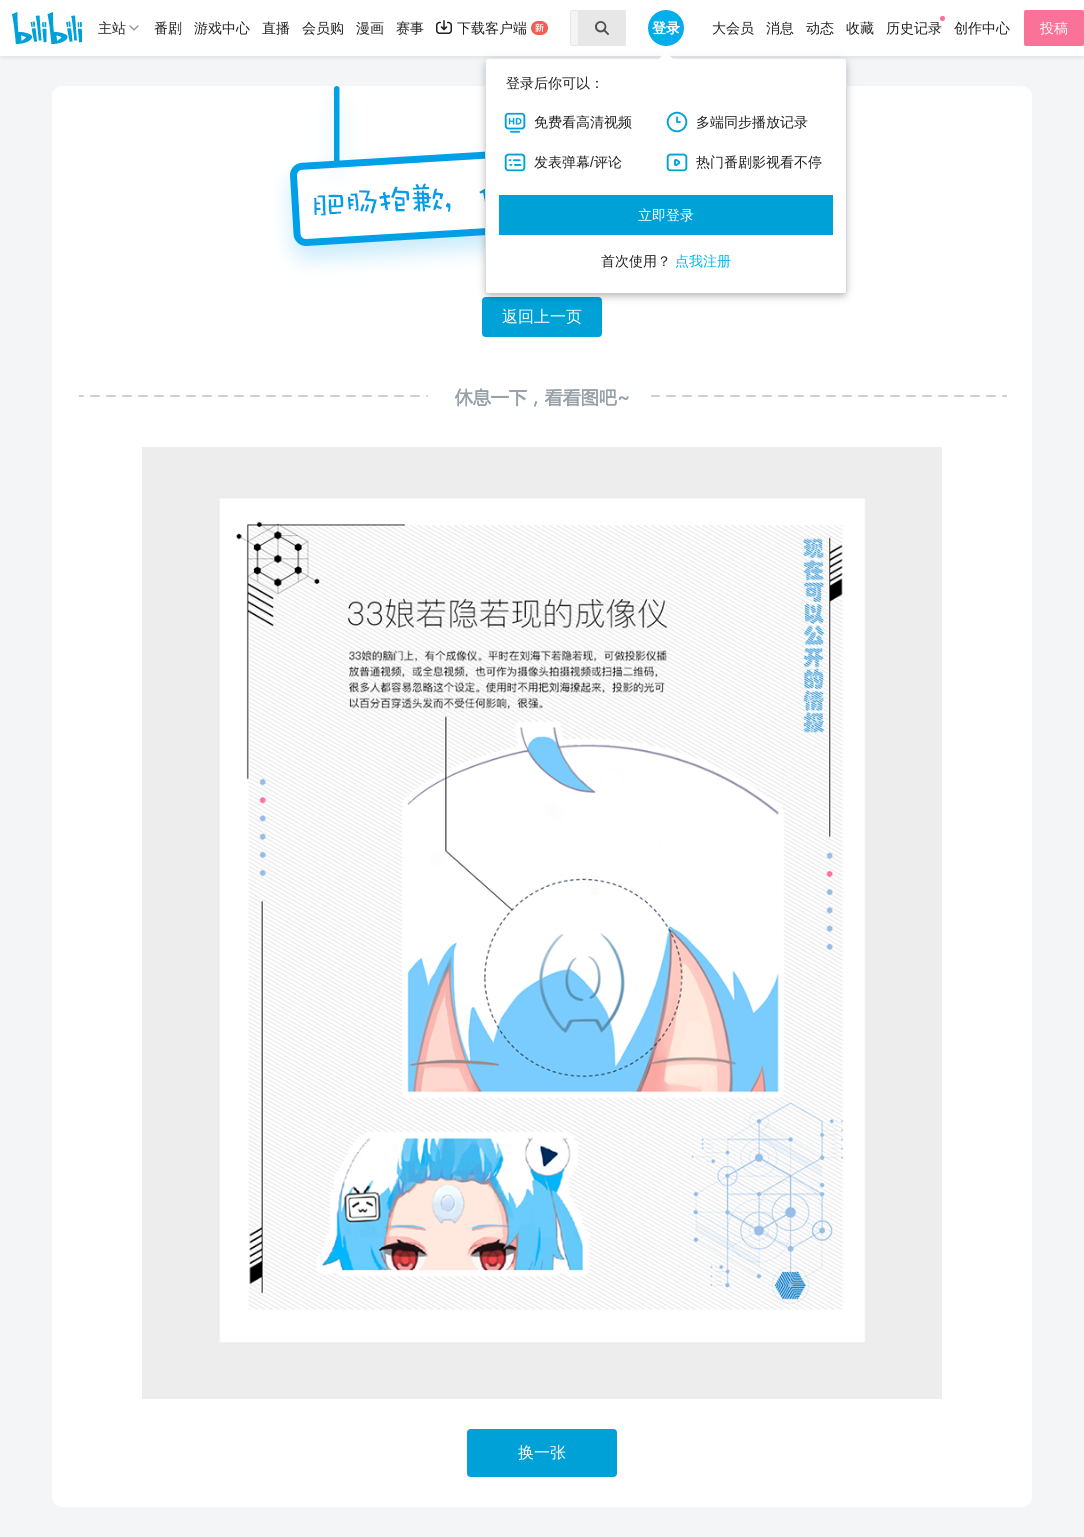 bilibili
主站 番剧 游戏中心 直播 会员购 漫画 赛事 下载客户端 新 登录 大会员 消息 动态 收藏 历史记录 创作中心 投稿
登录后你可以：
HD 免费看高清视频 多端同步播放记录
发表弹幕/评论 热门番剧影视看不停
立即登录
首次使用？ 点我注册
肥肠抱歉，
返回上一页
休息一下，看看图吧~
33娘若隐若现的成像仪
33娘的脑门上，有个成像仪。平时在刘海下若隐若现，可做投影仪播
放普通视频，或全息视频，也可作为摄像头拍摄视频或扫描二维码，
很多人都容易忽略这个设定。使用时不用把刘海撩起来，投影的光可
以百分百穿透头发而不受任何影响，很强。
现在可以公开的情报
换一张